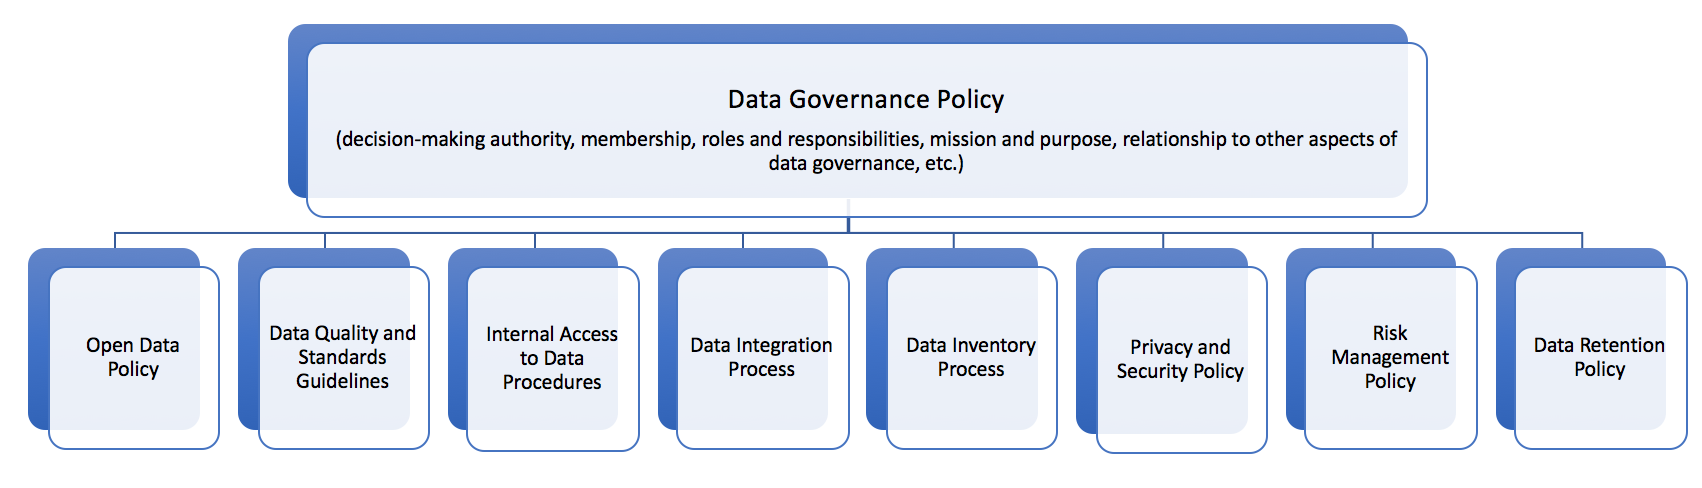 Data Governance Policy
(decision-making authority, membership, roles and responsibilities, mission and purpose, relationship to other aspects of
data governance, etc.)
Open Data
Policy
Data Quality and
Standards
Guidelines
Internal Access
to Data
Procedures
Data Integration
Process
Data Inventory
Process
Privacy and
Security Policy
Risk
Management
Policy
Data Retention
Policy